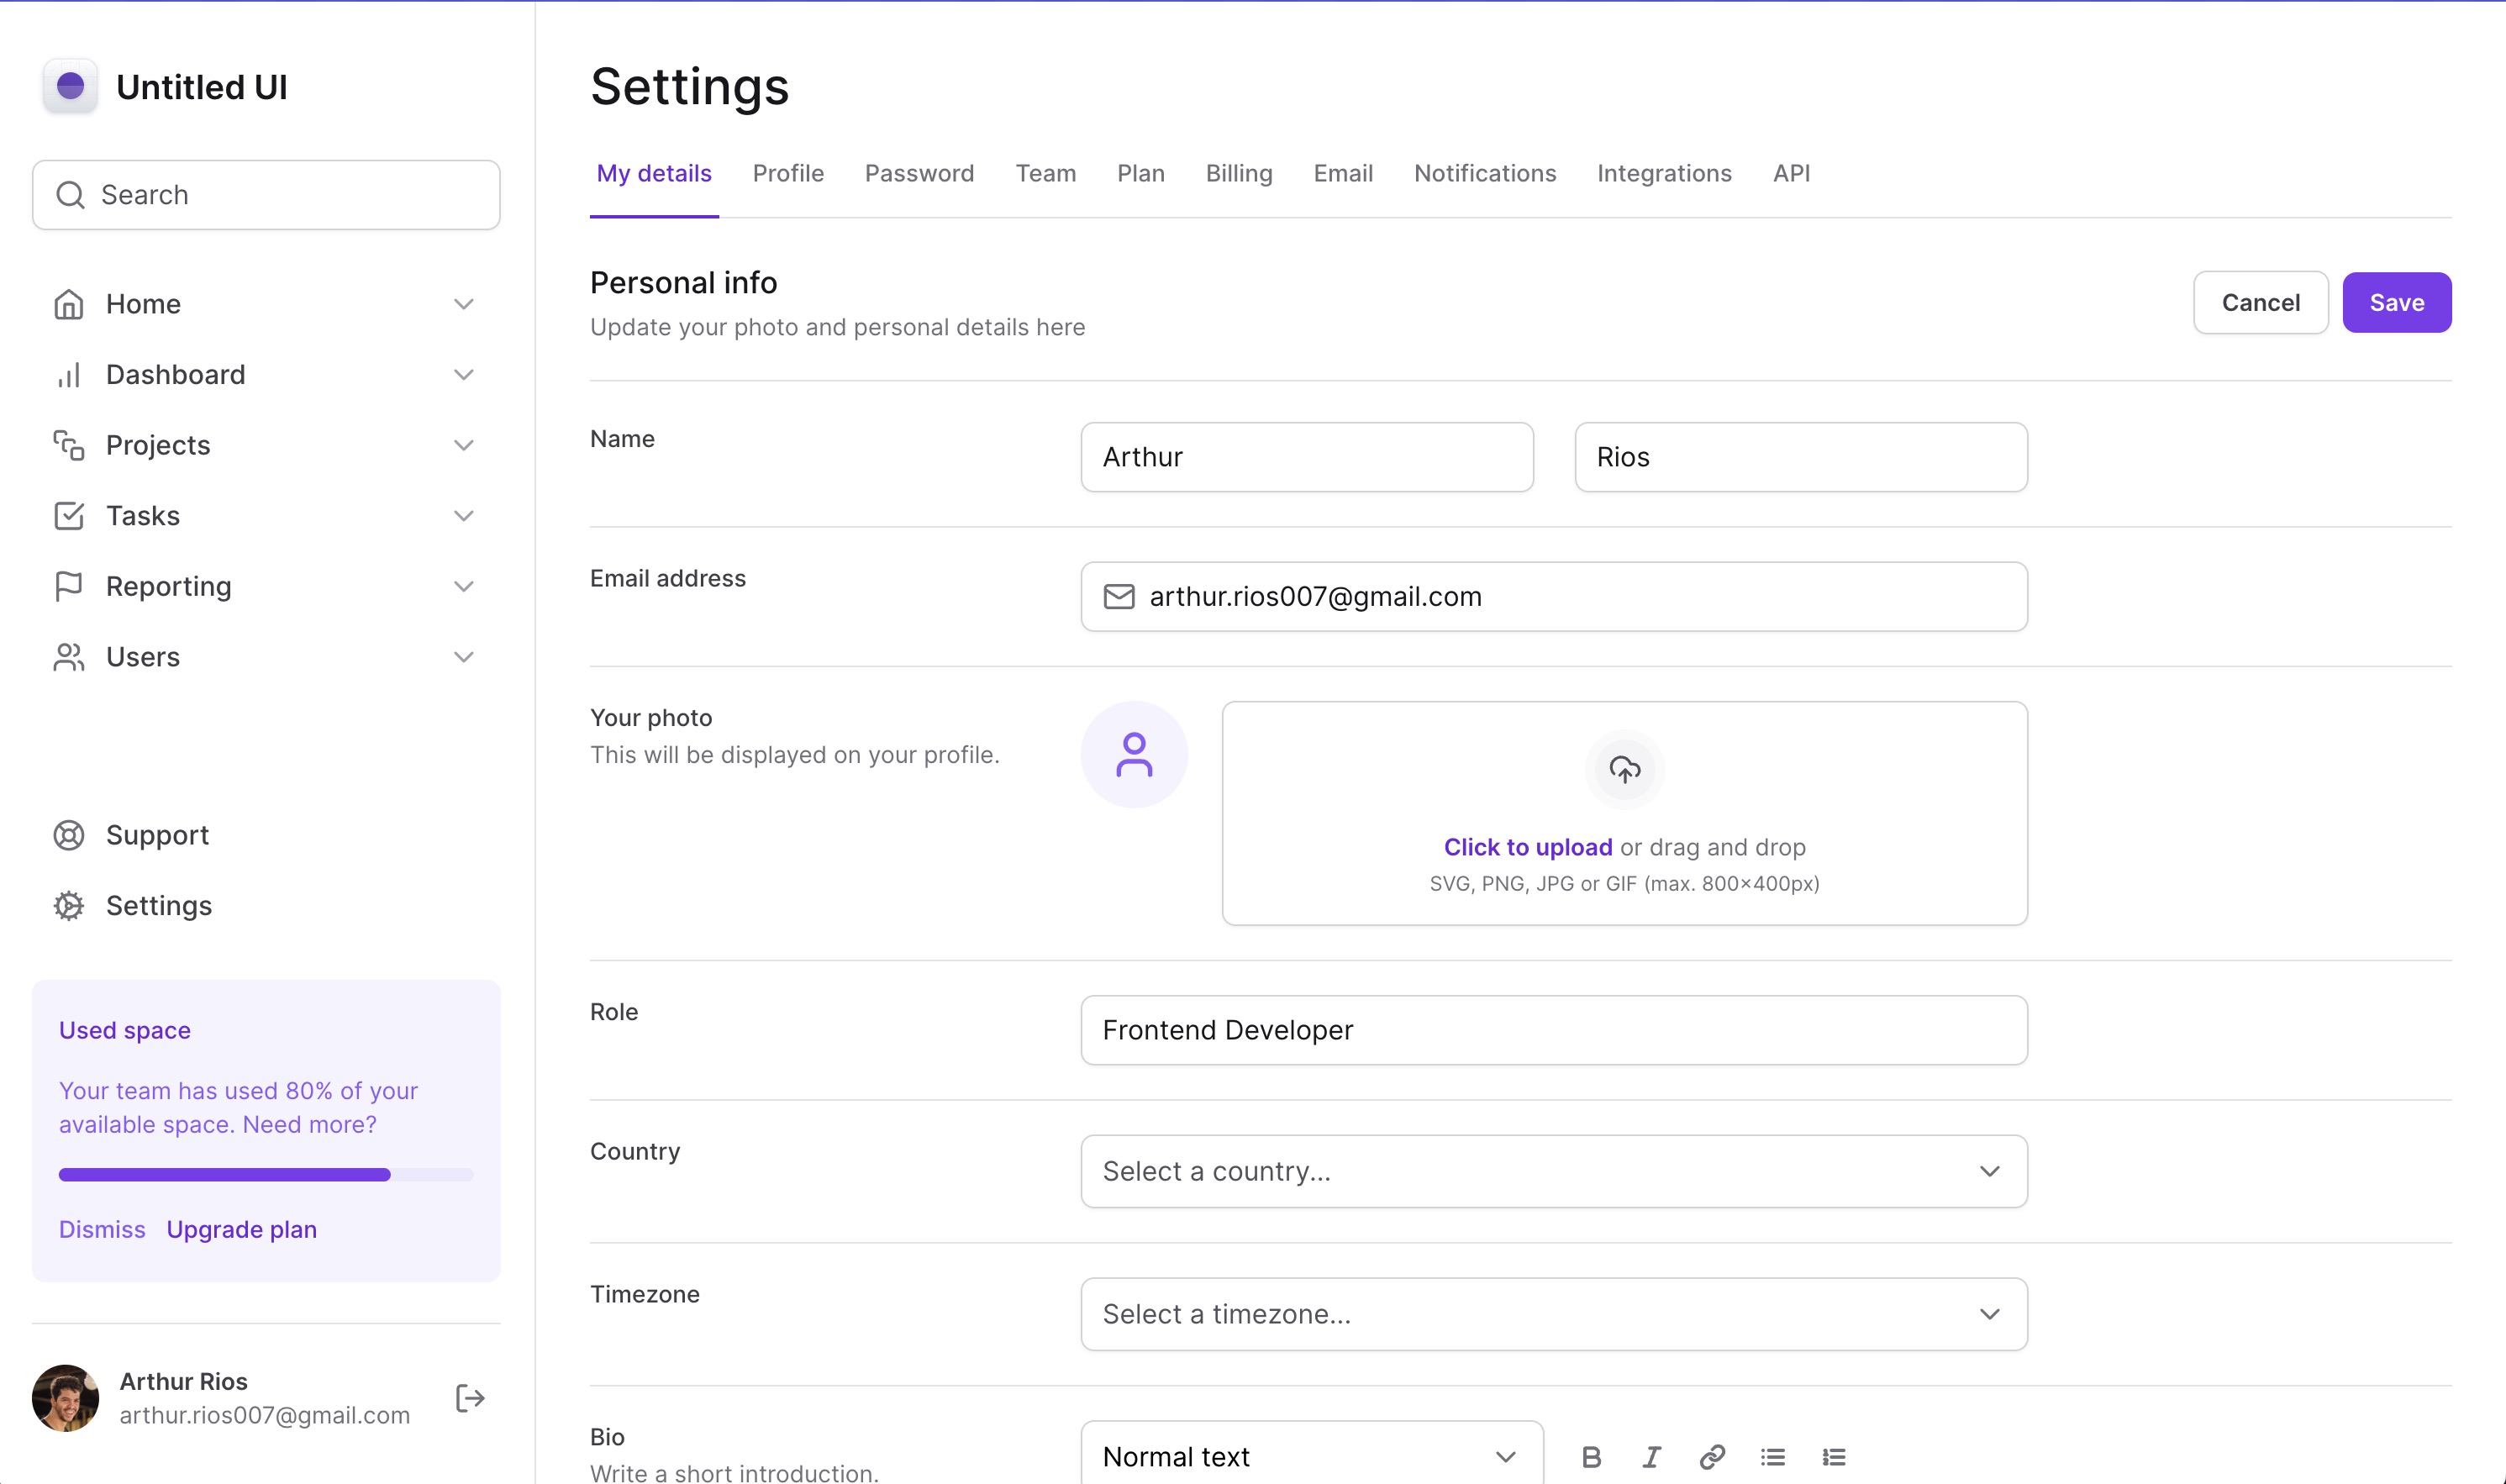 Untitled UI
Search
Home
Dashboard
Projects
Tasks
Reporting
Users
Support
Settings
Used space
Your team has used 80% of your
available space. Need more?
Dismiss Upgrade plan
Arthur Rios
arthur.rios007@gmail.com
Settings
My details Profile Password Team Plan Billing Email Notifications Integrations API
Personal info
Update your photo and personal details here
Cancel Save
Name
Arthur Rios
Email address
arthur.rios007@gmail.com
Your photo
This will be displayed on your profile.
Click to upload or drag and drop
SVG, PNG, JPG or GIF (max. 800×400px)
Role
Frontend Developer
Country
Select a country...
Timezone
Select a timezone...
Bio
Write a short introduction.
Normal text